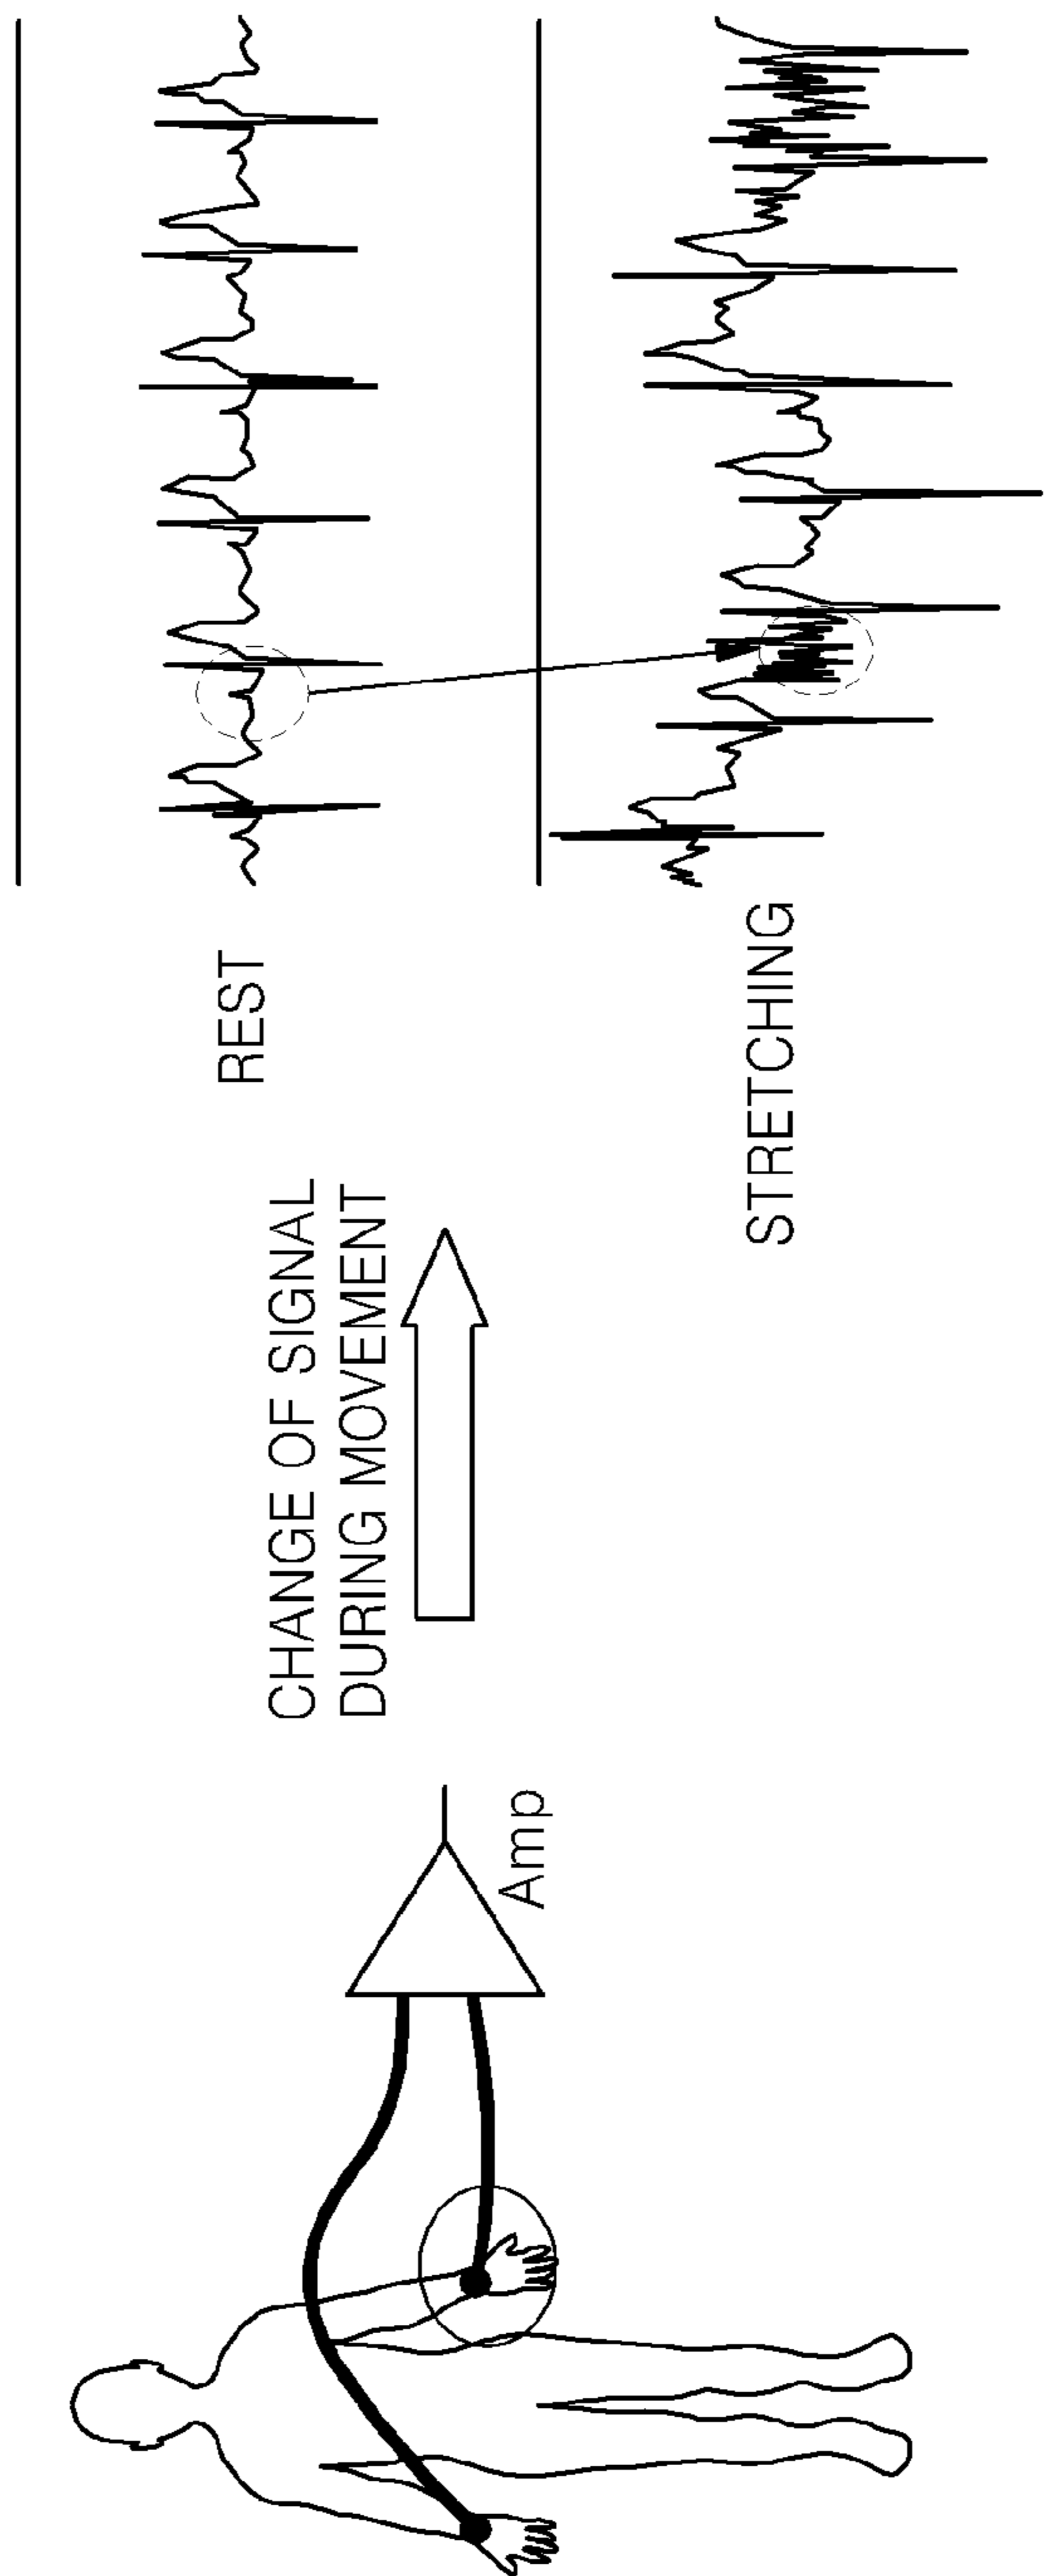 Amp
CHANGE OF SIGNAL
DURING MOVEMENT
REST
STRETCHING